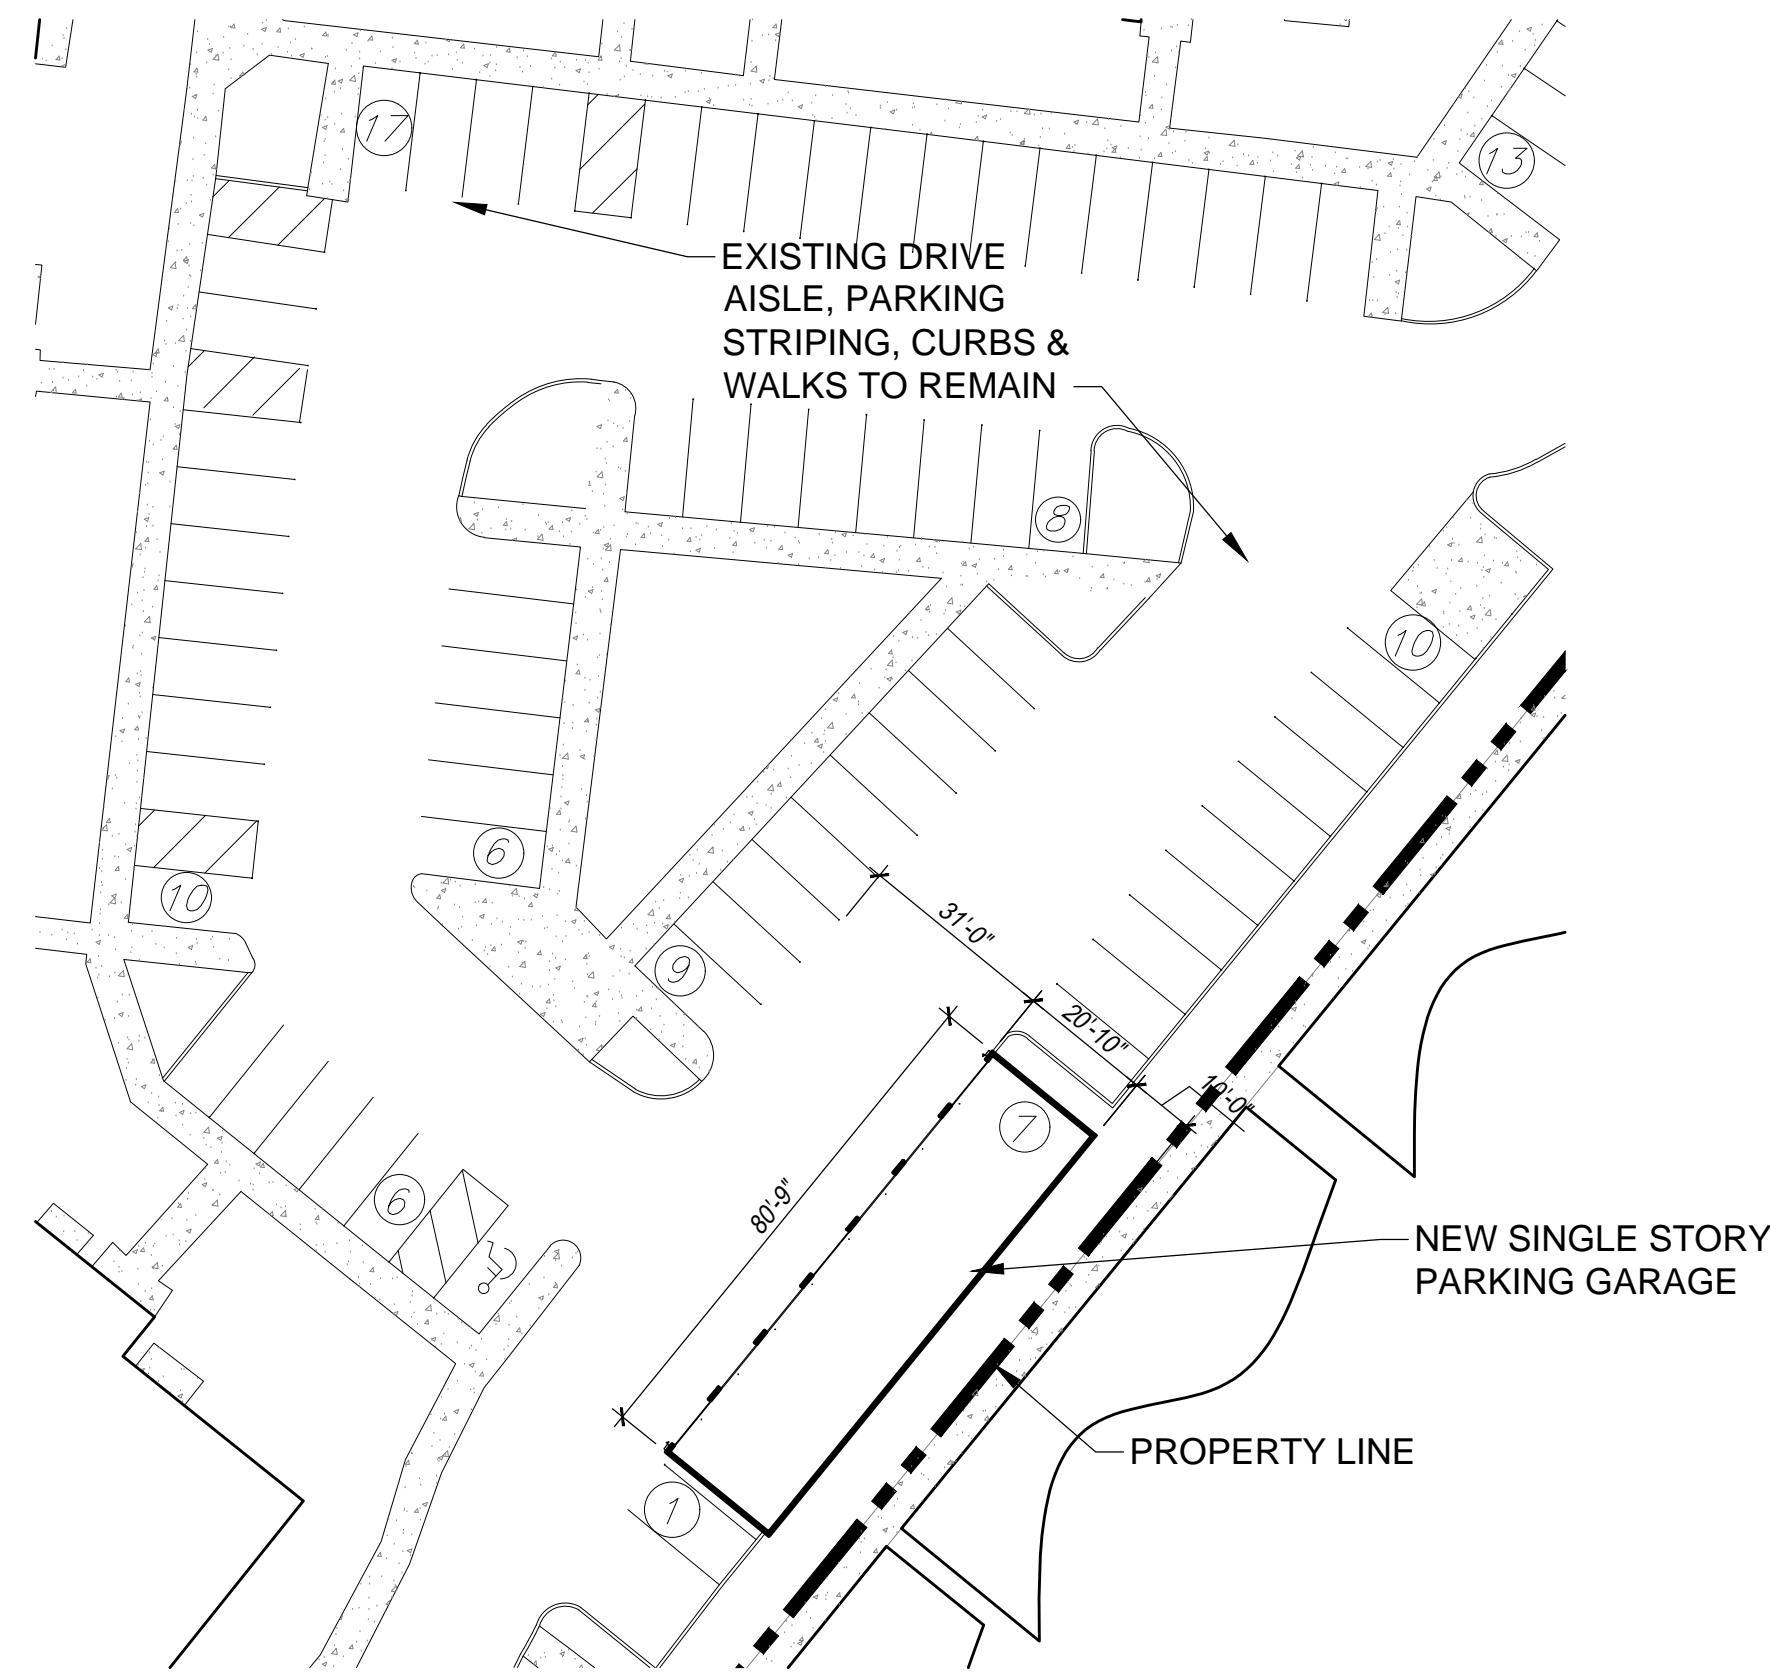 17
13
EXISTING DRIVE
AISLE, PARKING
STRIPING, CURBS &
WALKS TO REMAIN
8
10
6
10
31'-0"
9
20'-10"
10'-0"
7
80'-9"
6
NEW SINGLE STORY
PARKING GARAGE
PROPERTY LINE
1